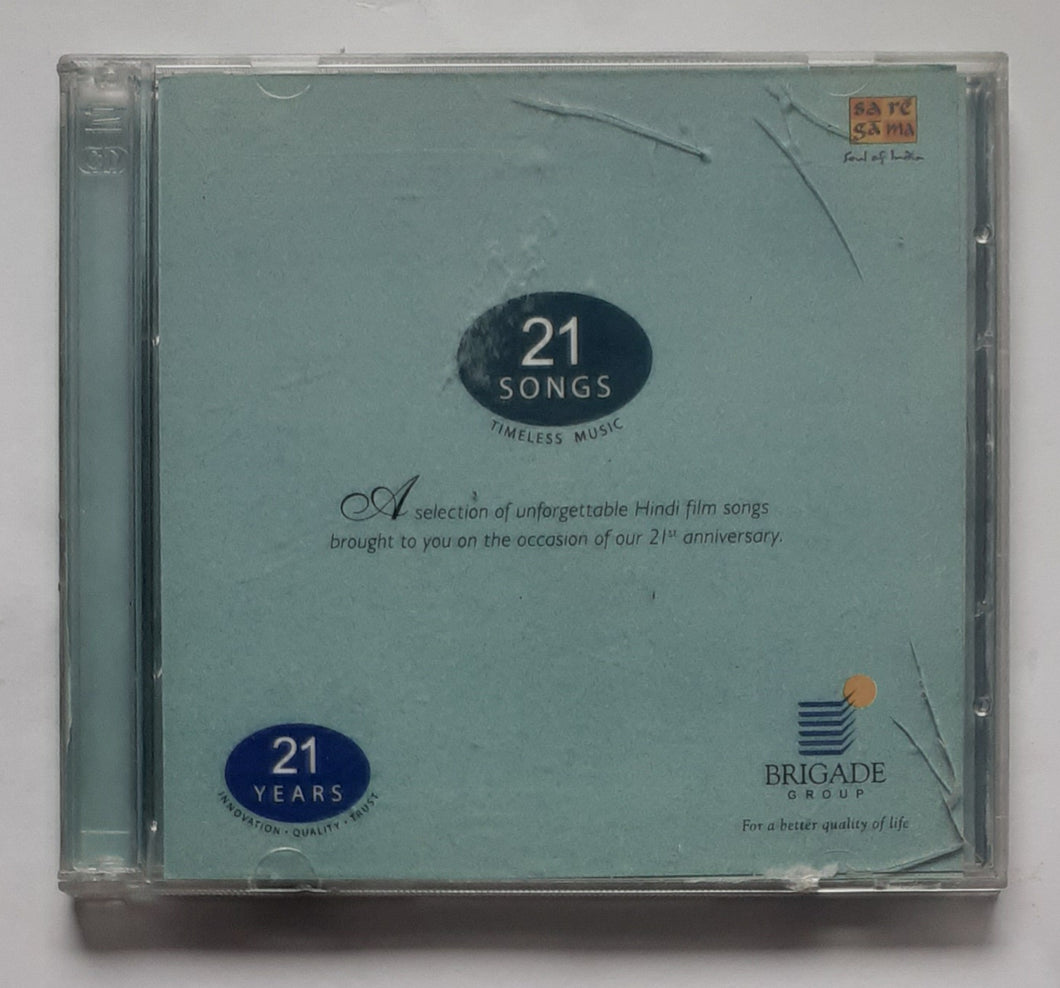 CD
sa re
ga ma
Soul of India
21
SONGS
TIMELESS MUSIC
A selection of unforgettable Hindi film songs
brought to you on the occasion of our 21st anniversary.
21
YEARS
INNOVATION • QUALITY • TRUST
BRIGADE
GROUP
For a better quality of life